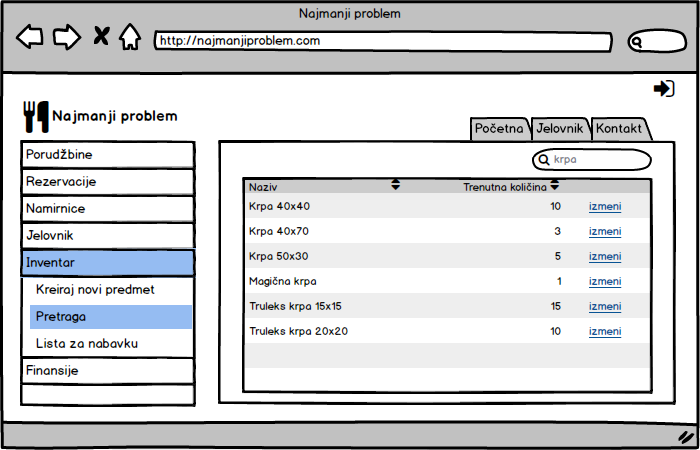 Najmanji problem
http://najmanjiproblem.com
Najmanji problem
Početna Jelovnik Kontakt
Porudžbine
Rezervacije
Namirnice
Jelovnik
Inventar
Kreiraj novi predmet
Pretraga
Lista za nabavku
Finansije
krpa
Naziv Trenutna količina
Krpa 40x40 10 izmeni
Krpa 40x70 3 izmeni
Krpa 50x30 5 izmeni
Magična krpa 1 izmeni
Truleks krpa 15x15 15 izmeni
Truleks krpa 20x20 10 izmeni